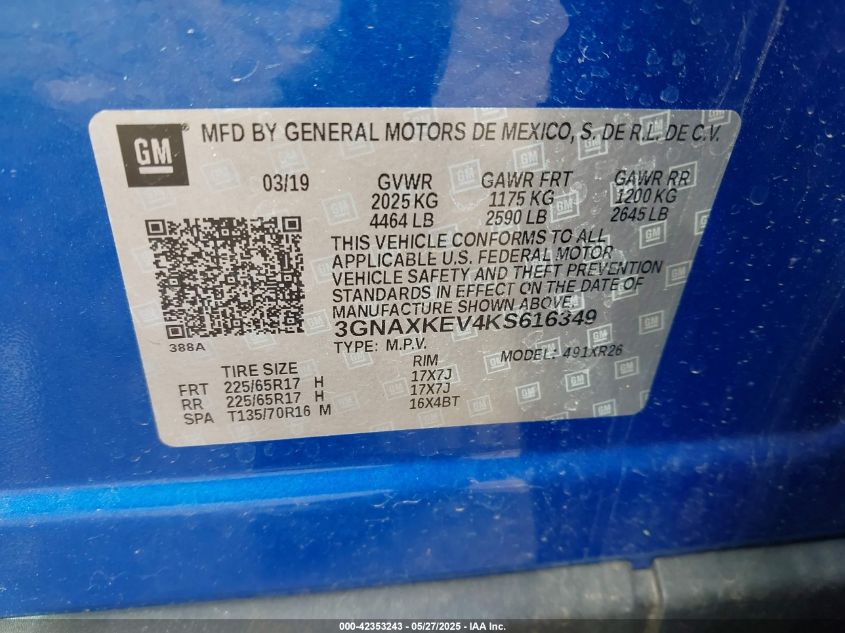 GM
MFD BY GENERAL MOTORS DE MEXICO, S. DE R.L. DE C.V.
03/19 GVWR GAWR FRT GAWR RR
2025 KG 1175 KG 1200 KG
4464 LB 2590 LB 2645 LB
THIS VEHICLE CONFORMS TO ALL
APPLICABLE U.S. FEDERAL MOTOR
VEHICLE SAFETY AND THEFT PREVENTION
STANDARDS IN EFFECT ON THE DATE OF
MANUFACTURE SHOWN ABOVE.
3GNAXKEV4KS616349
388A TYPE: M.P.V. MODEL: 491XR26
TIRE SIZE RIM
FRT 225/65R17 H 17X7J
RR 225/65R17 H 17X7J
SPA T135/70R16 M 16X4BT
000-42353243 - 05/27/2025 - IAA Inc.